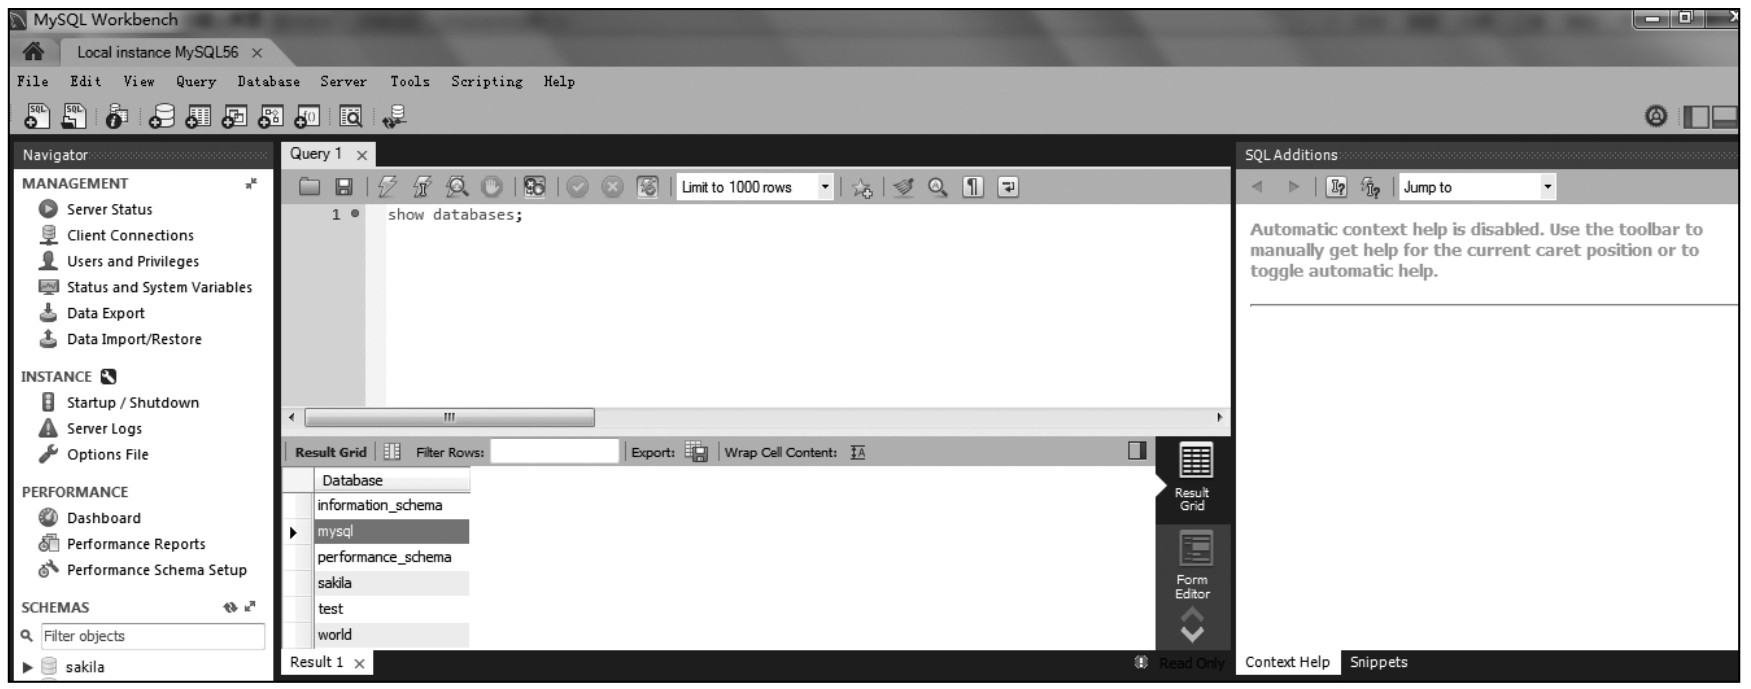 MySQL Workbench
Local instance MySQL56
File Edit View Query Database Server Tools Scripting Help
Navigator
MANAGEMENT
Server Status
Client Connections
Users and Privileges
Status and System Variables
Data Export
Data Import/Restore
INSTANCE
Startup / Shutdown
Server Logs
Options File
PERFORMANCE
Dashboard
Performance Reports
Performance Schema Setup
SCHEMAS
Filter objects
sakila
Query 1
Limit to 1000 rows
1 show databases;
Result Grid Filter Rows: Export: Wrap Cell Content:
Database
information_schema
mysql
performance_schema
sakila
test
world
Result
Grid
Form
Editor
Result 1
Read Only
SQL Additions
Jump to
Automatic context help is disabled. Use the toolbar to
manually get help for the current caret position or to
toggle automatic help.
Context Help Snippets